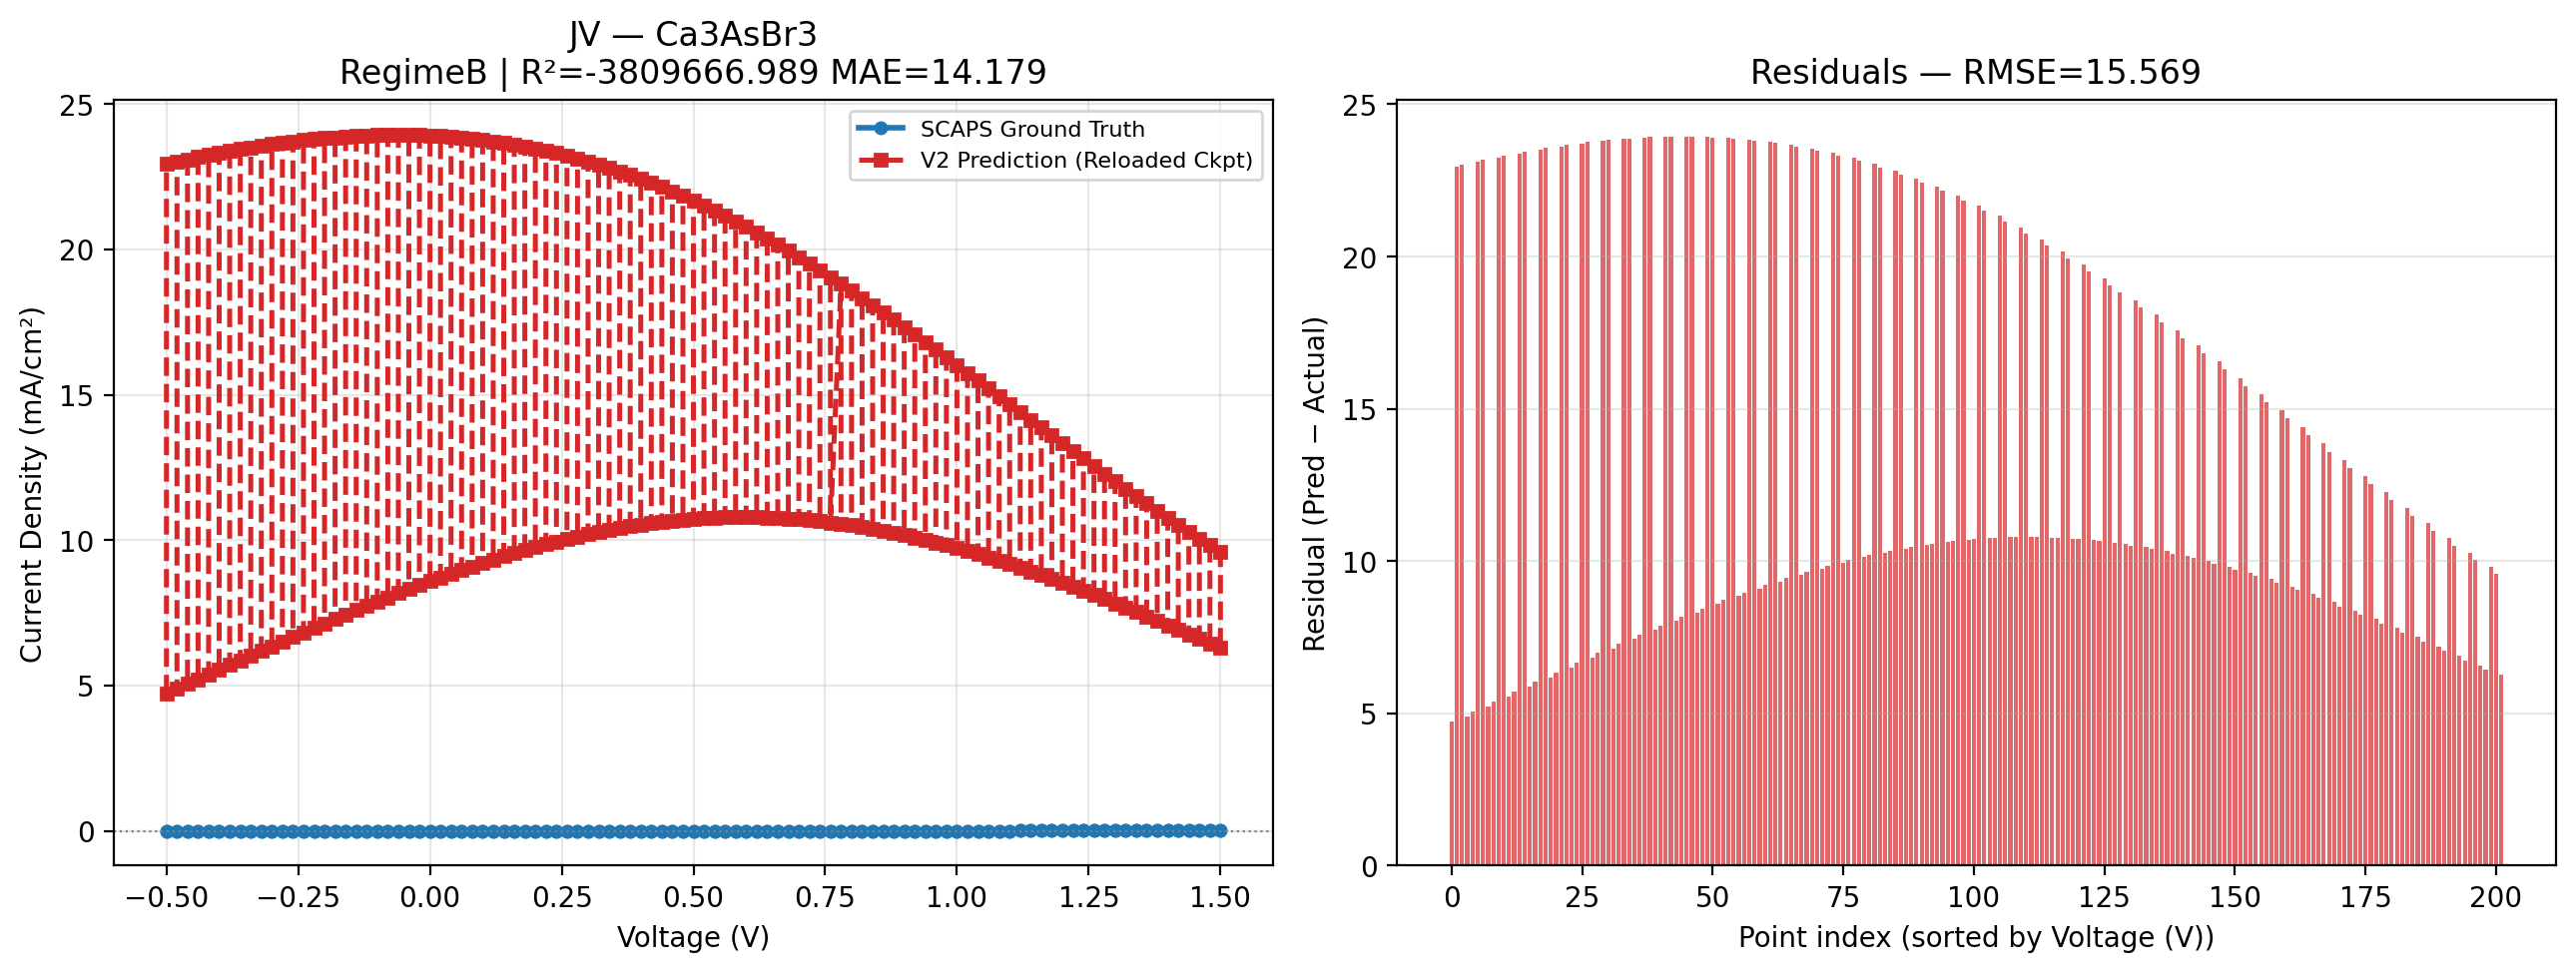 JV — Ca3AsBr3
RegimeB | R²=-3809666.989 MAE=14.179
25
20
15
10
5
0
Current Density (mA/cm²)
SCAPS Ground Truth
V2 Prediction (Reloaded Ckpt)
−0.50 −0.25 0.00 0.25 0.50 0.75 1.00 1.25 1.50
Voltage (V)
Residuals — RMSE=15.569
25
20
15
10
5
0
Residual (Pred − Actual)
0 25 50 75 100 125 150 175 200
Point index (sorted by Voltage (V))